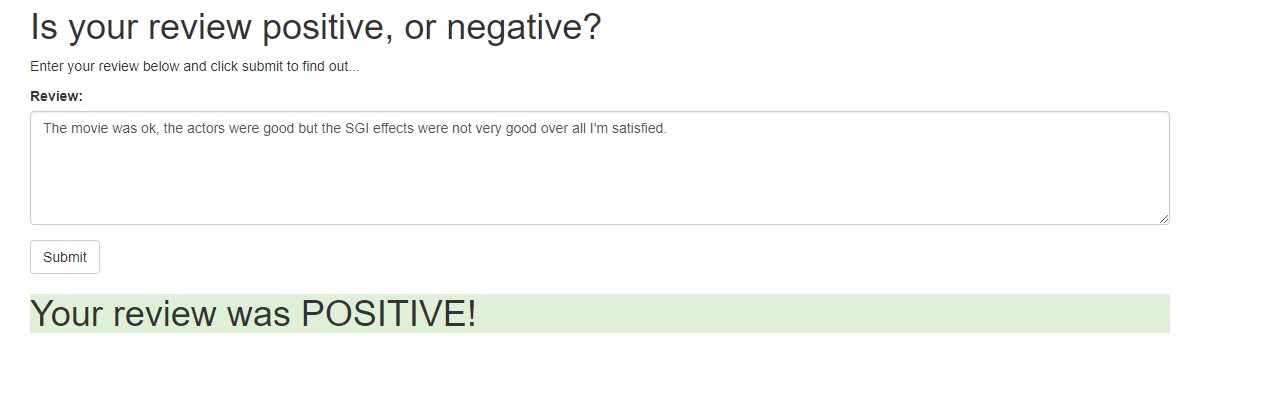 Is your review positive, or negative?
Enter your review below and click submit to find out...
Review:
The movie was ok, the actors were good but the SGI effects were not very good over all I'm satisfied.
Submit
Your review was POSITIVE!